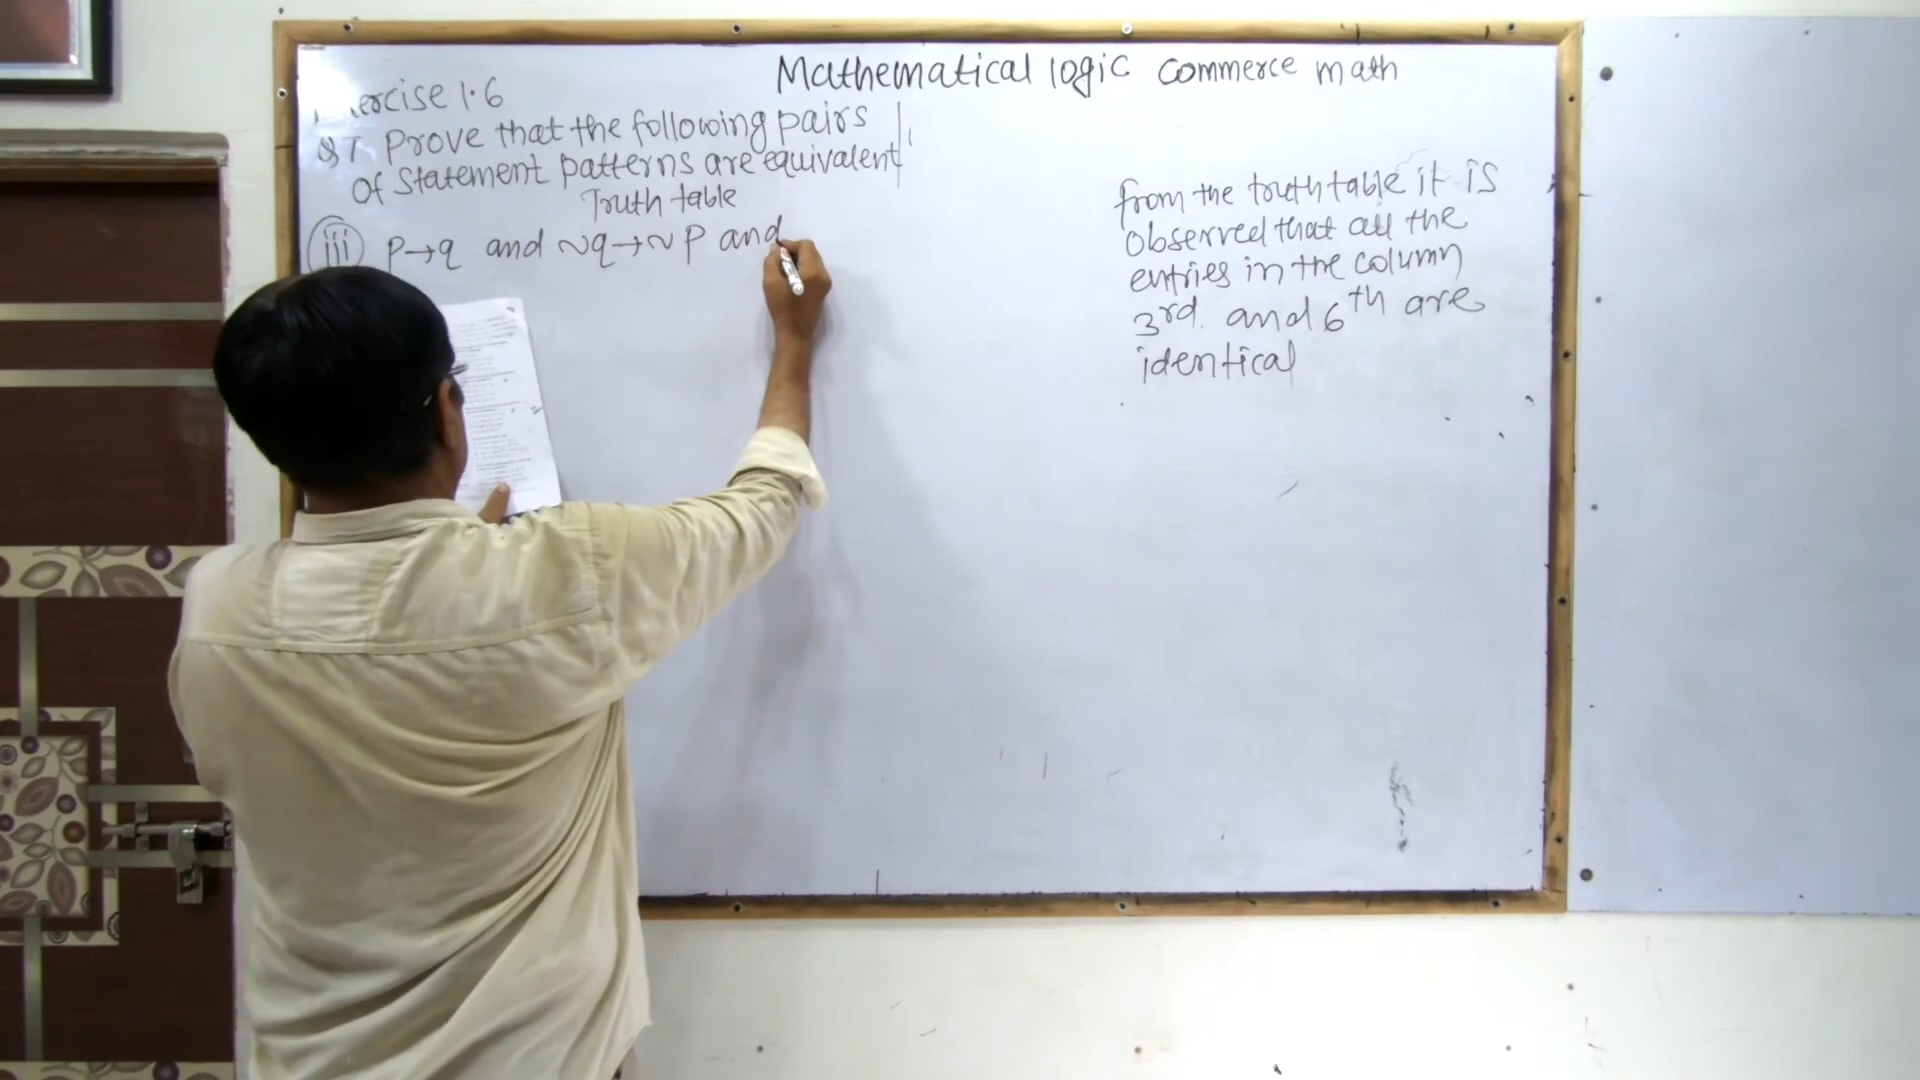 Mathematical logic commerce math
ercise 1.6
Q7 Prove that the following pairs
Of Statement patterns are equivalent
Truth table
iii p→q and ~q→~p and
from the truth table it is
Observed that all the
entries in the column
3rd. and 6th are
identical